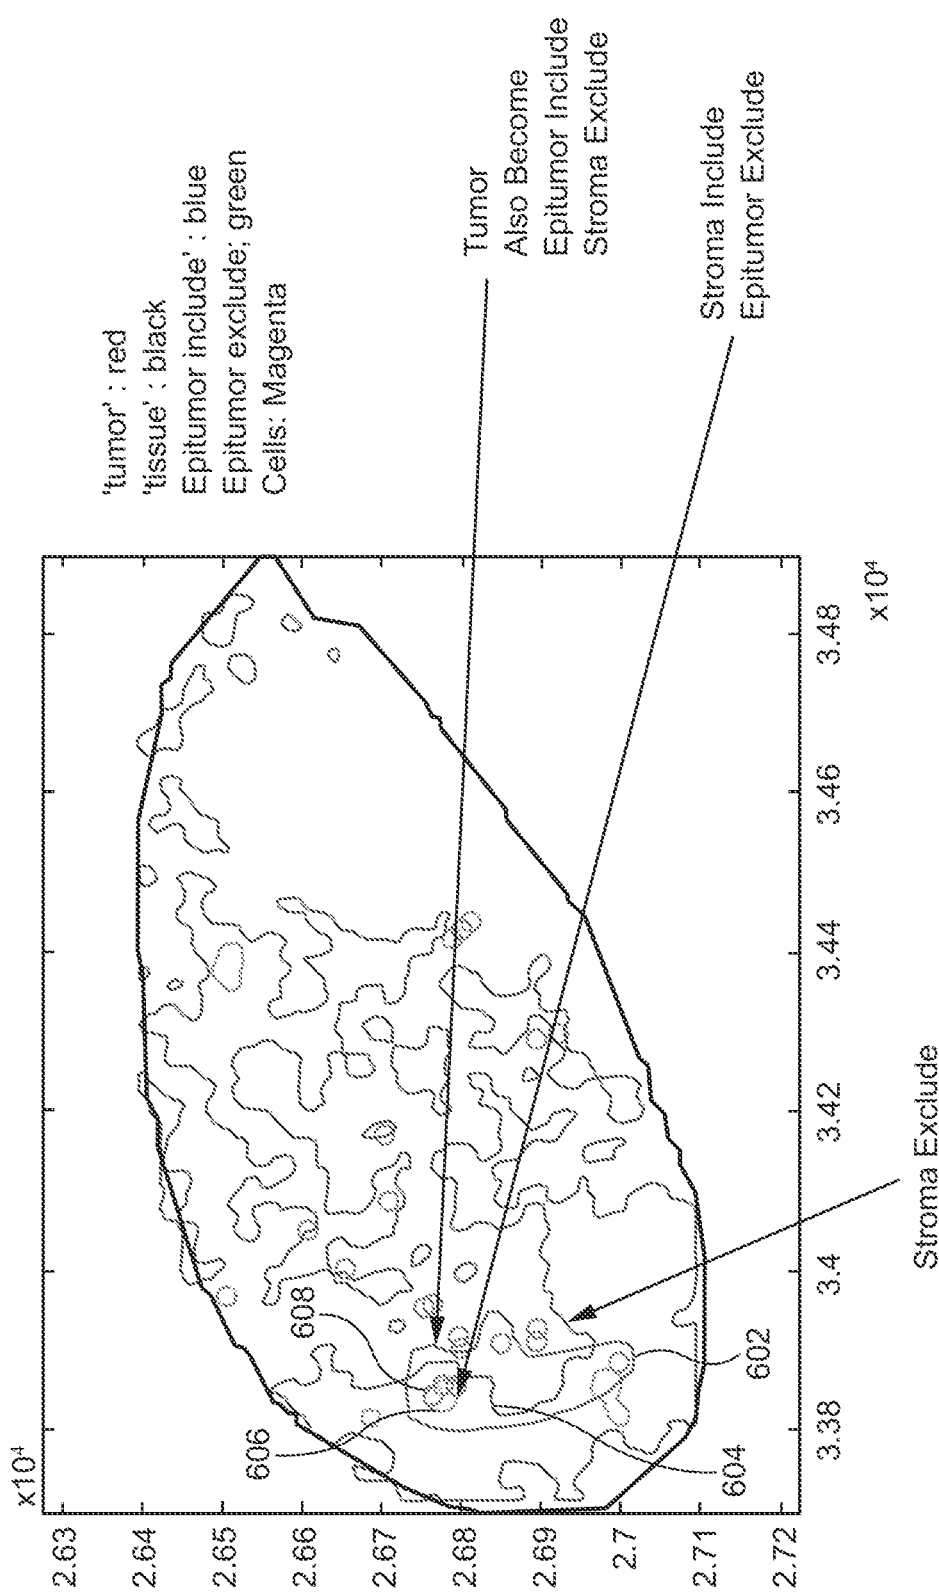 'tumor' : red
'tissue' : black
Epitumor include' : blue
Epitumor exclude; green
Cells: Magenta
Tumor
Also Become
Epitumor Include
Stroma Exclude
Stroma Include
Epitumor Exclude
Stroma Exclude
x10⁴
2.63
2.64
2.65
2.66
2.67
2.68
2.69
2.7
2.71
2.72
3.38
3.4
3.42
3.44
3.46
3.48
x10⁴
606
608
604
602